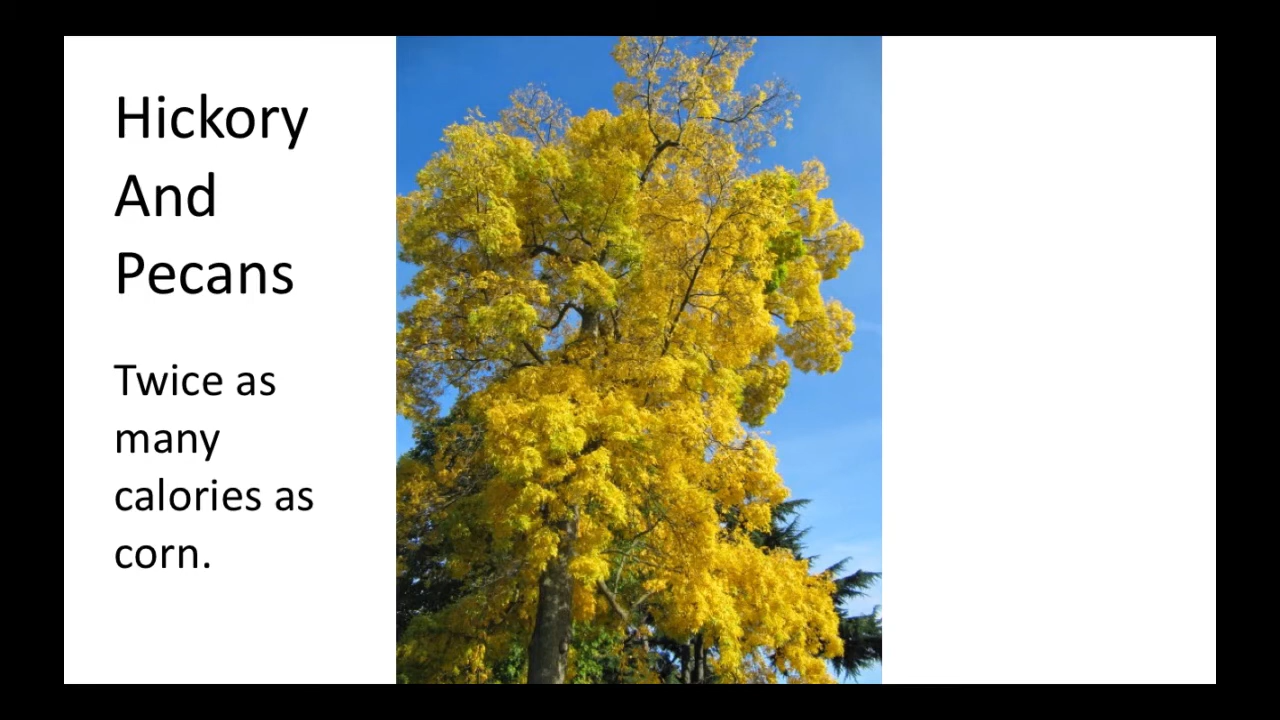 Hickory
And
Pecans
Twice as
many
calories as
corn.